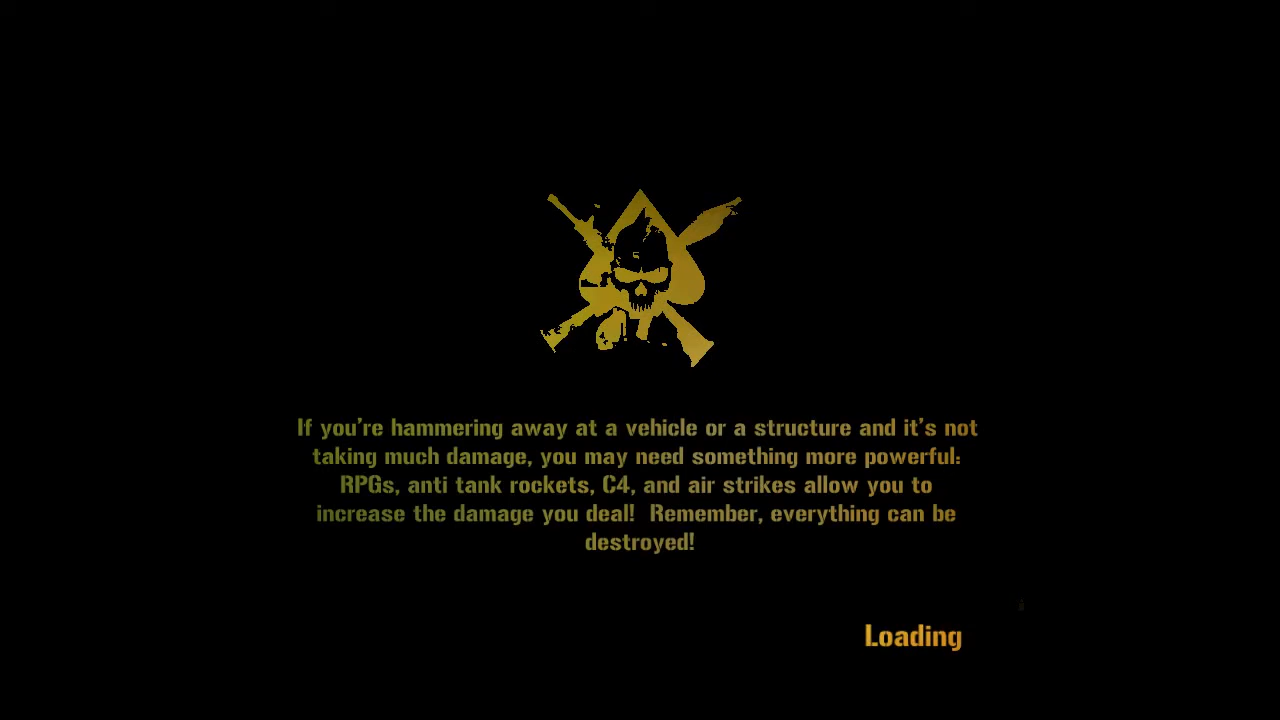 If you're hammering away at a vehicle or a structure and it's not
taking much damage, you may need something more powerful:
RPGs, anti tank rockets, C4, and air strikes allow you to
increase the damage you deal!  Remember, everything can be
destroyed!
Loading